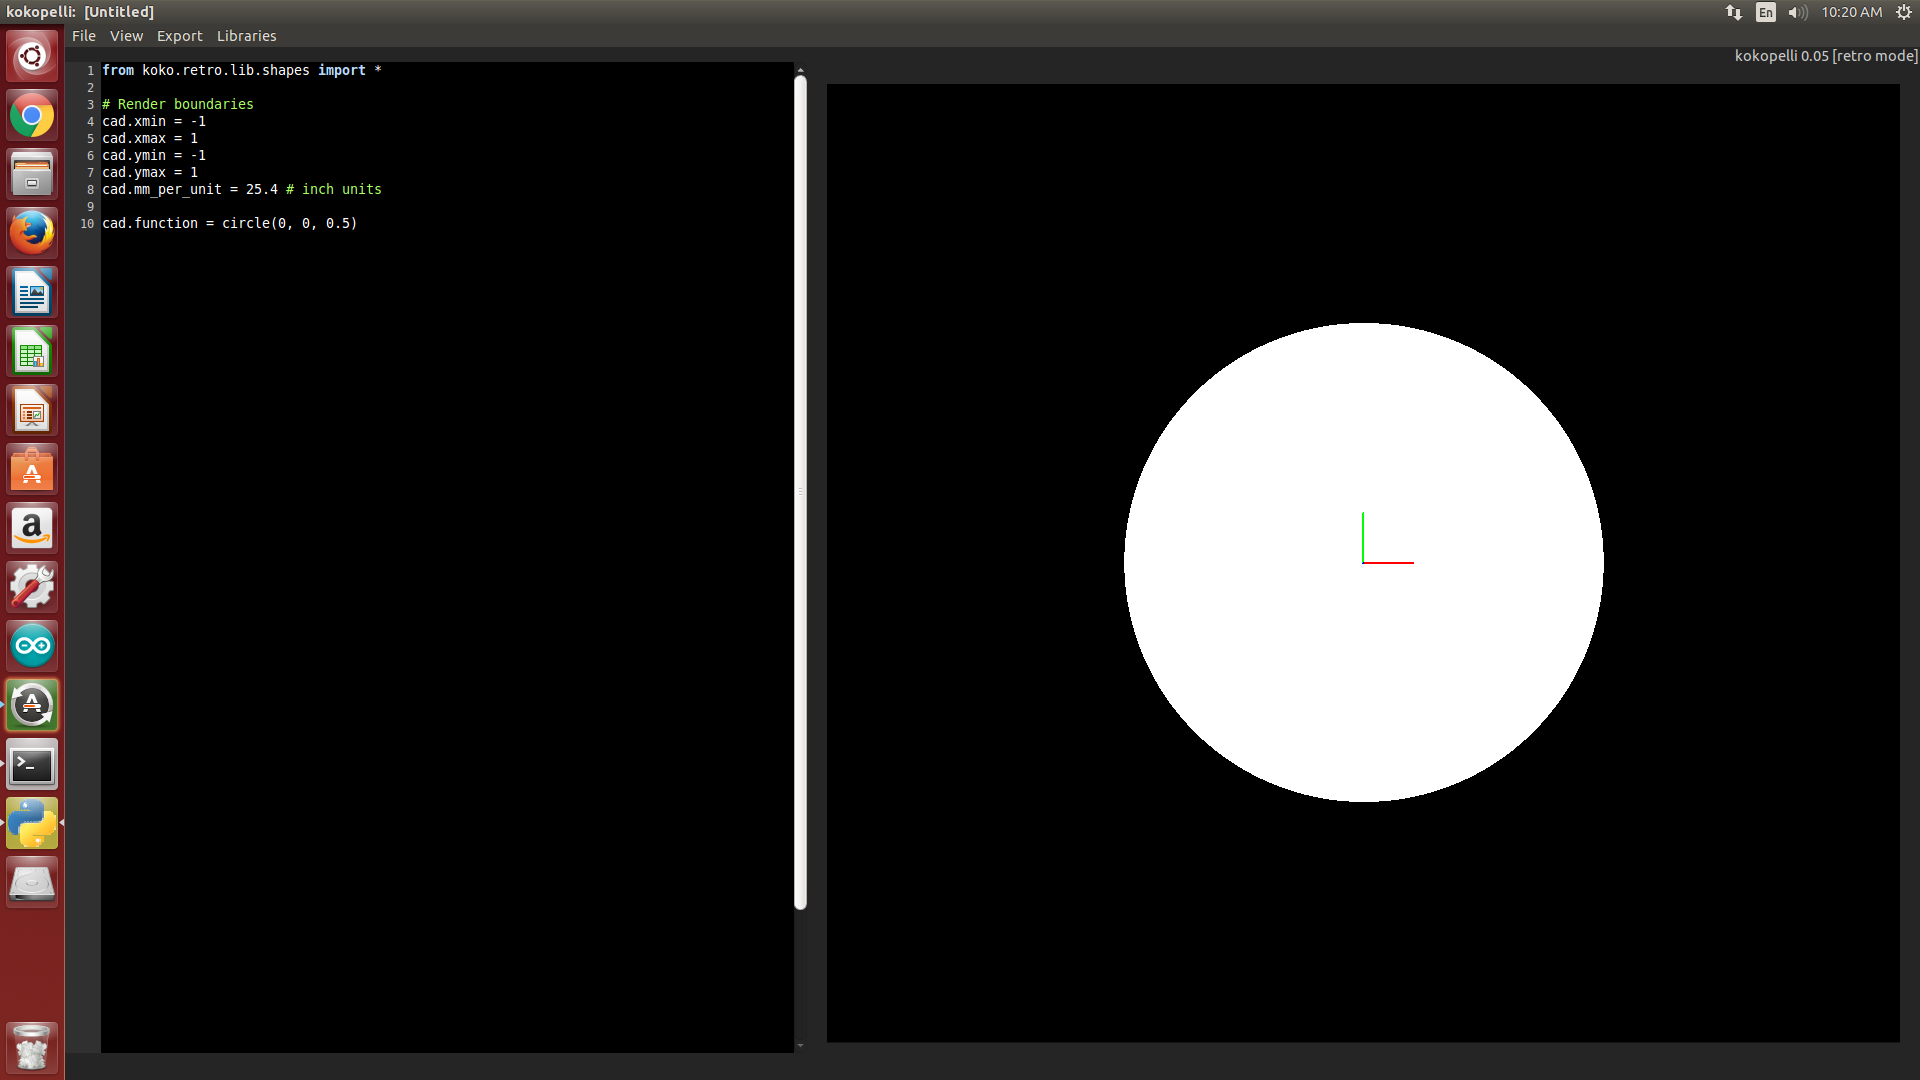 kokopelli: [Untitled]
En
10:20 AM
File View Export Libraries
kokopelli 0.05 [retro mode]
1 from koko.retro.lib.shapes import *
2
3 # Render boundaries
4 cad.xmin = -1
5 cad.xmax = 1
6 cad.ymin = -1
7 cad.ymax = 1
8 cad.mm_per_unit = 25.4 # inch units
9
10 cad.function = circle(0, 0, 0.5)
a